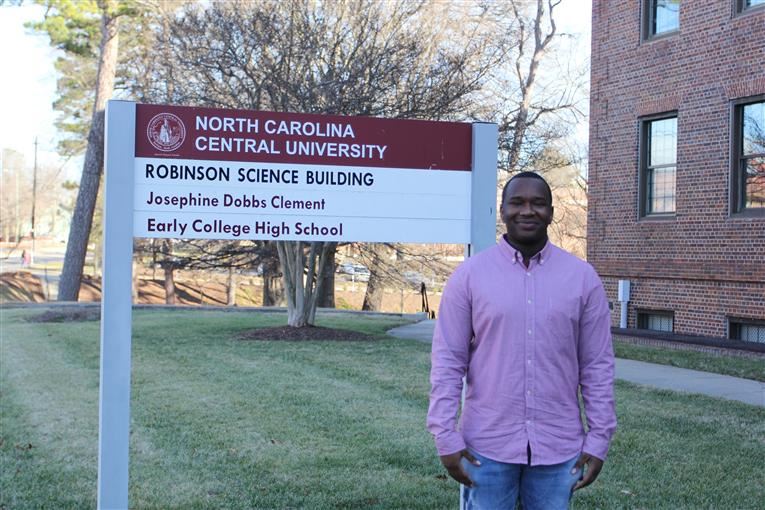 NORTH CAROLINA
CENTRAL UNIVERSITY
ROBINSON SCIENCE BUILDING
Josephine Dobbs Clement
Early College High School